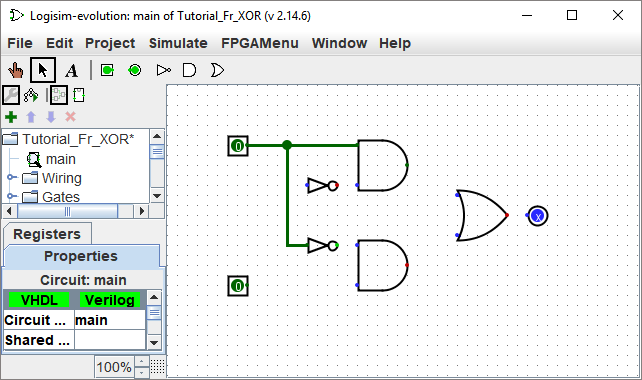 Logisim-evolution: main of Tutorial_Fr_XOR (v 2.14.6)
File Edit Project Simulate FPGAMenu Window Help
A
Tutorial_Fr_XOR*
main
Wiring
Gates
Registers
Properties
Circuit: main
VHDL Verilog
Circuit ... main
Shared ...
100%
0
0
x